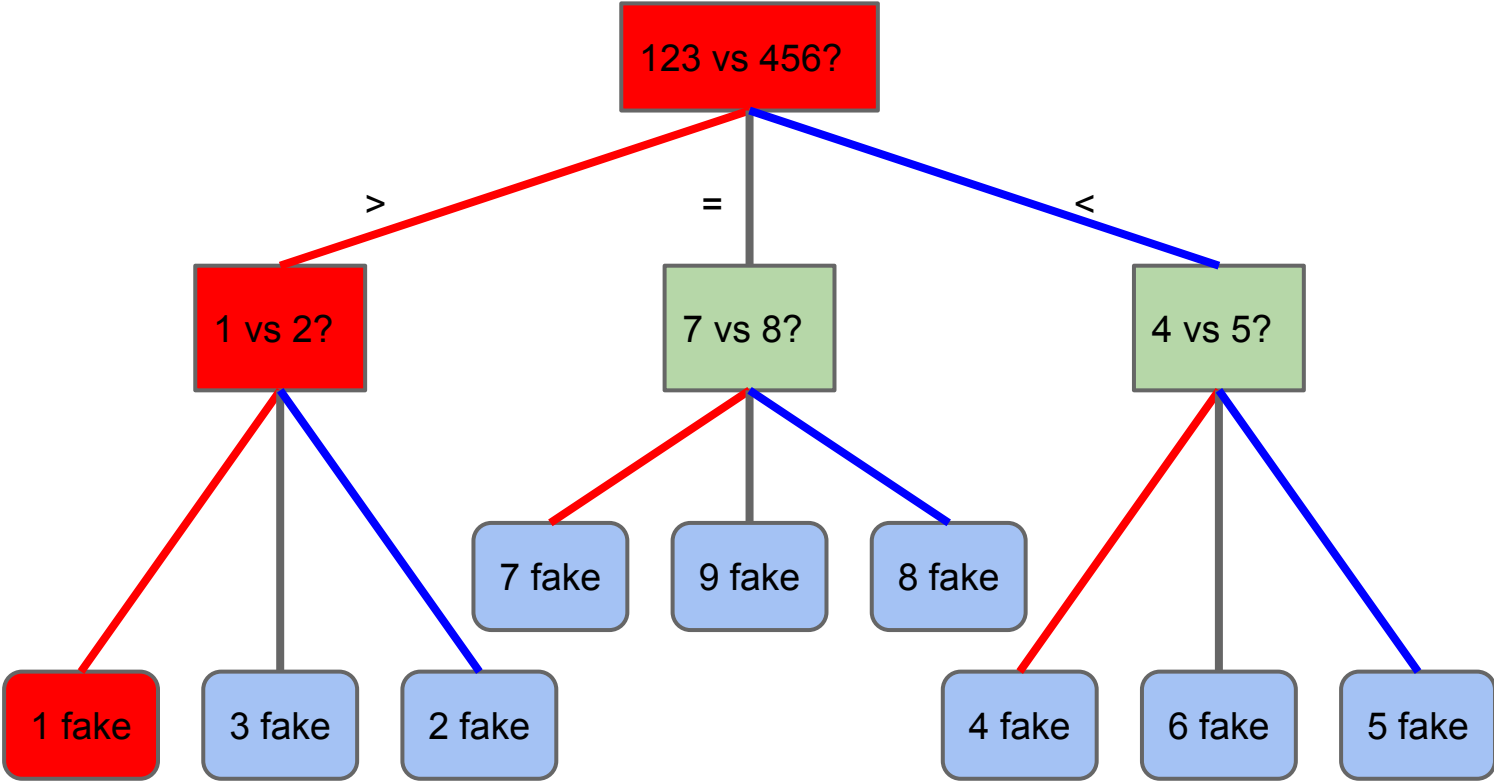 123 vs 456?
>
=
<
1 vs 2?
7 vs 8?
4 vs 5?
7 fake
9 fake
8 fake
1 fake
3 fake
2 fake
4 fake
6 fake
5 fake